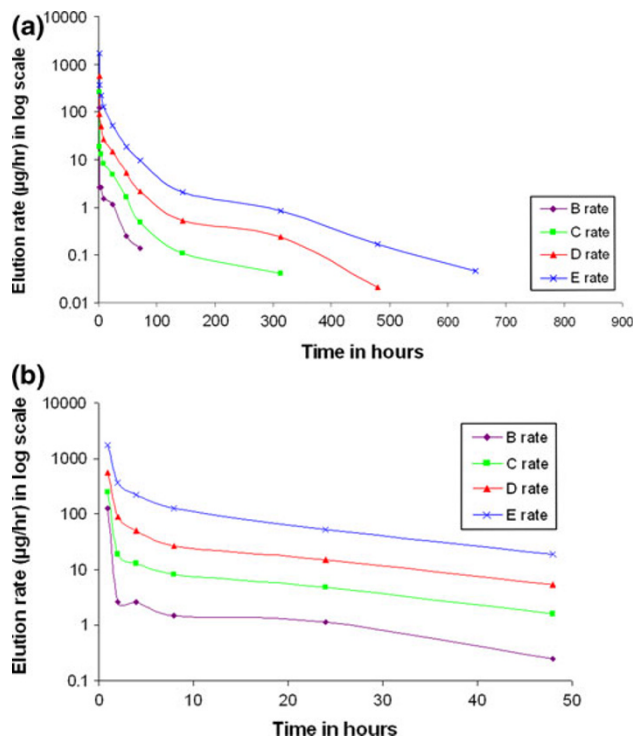 (a)
Elution rate (µg/hr) in log scale
10000
1000
100
10
1
0.1
0.01
0 100 200 300 400 500 600 700 800 900
Time in hours
B rate
C rate
D rate
E rate
(b)
Elution rate (µg/hr) in log scale
10000
1000
100
10
1
0.1
0 10 20 30 40 50
Time in hours
B rate
C rate
D rate
E rate